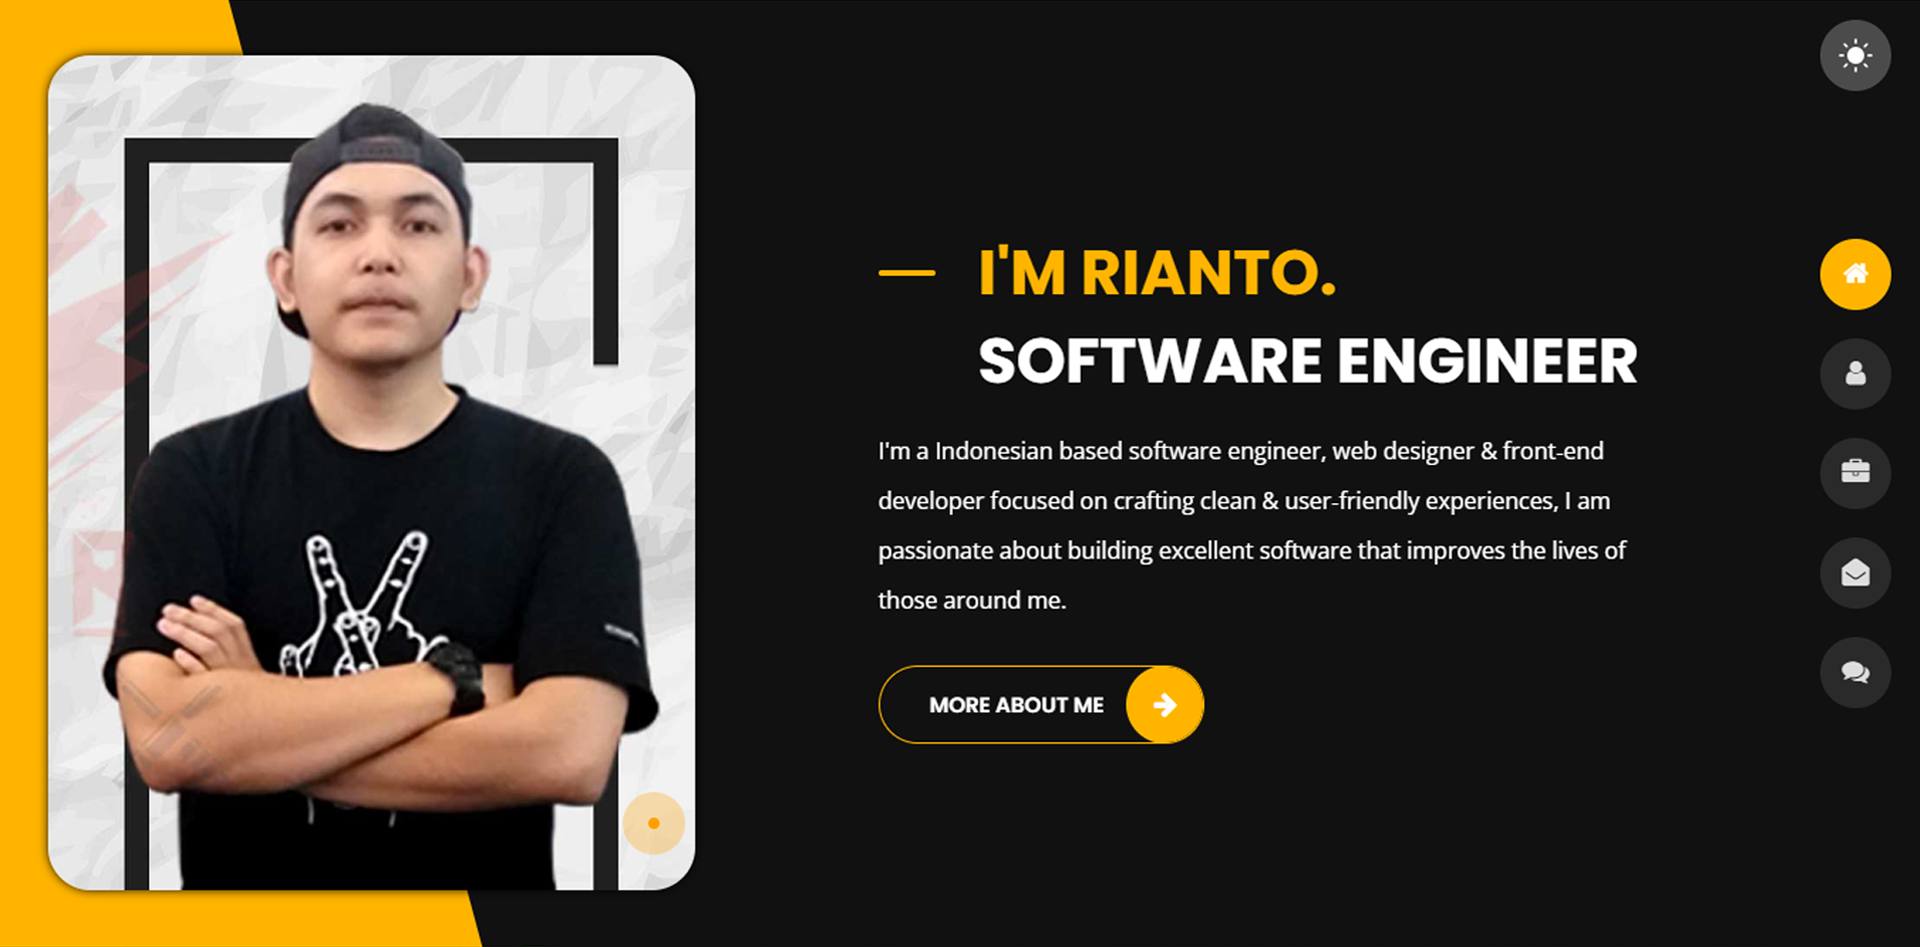 I'M RIANTO.
SOFTWARE ENGINEER
I'm a Indonesian based software engineer, web designer & front-end
developer focused on crafting clean & user-friendly experiences, I am
passionate about building excellent software that improves the lives of
those around me.
MORE ABOUT ME